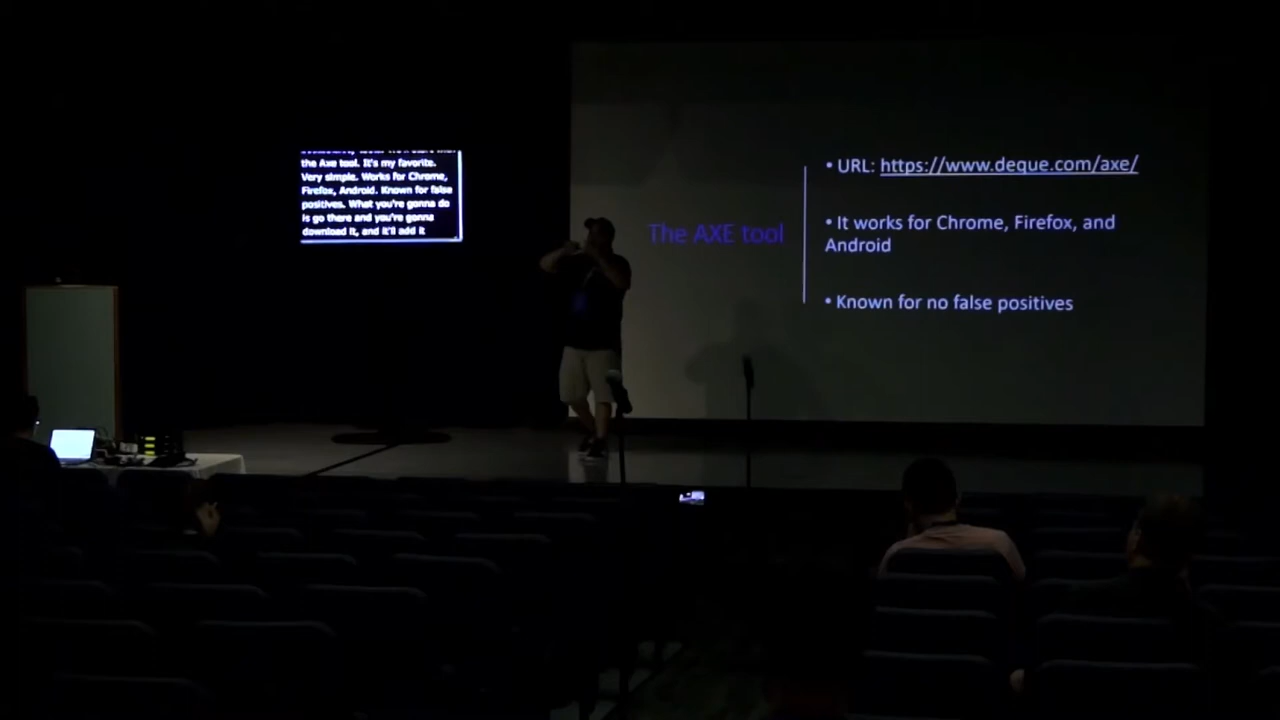 the Axe tool. It's my favorite.
Very simple. Works for Chrome,
Firefox, Android. Known for false
positives. What you're gonna do
is go there and you're gonna
download it, and it'll add it
The AXE tool
• URL: https://www.deque.com/axe/
• It works for Chrome, Firefox, and
Android
• Known for no false positives